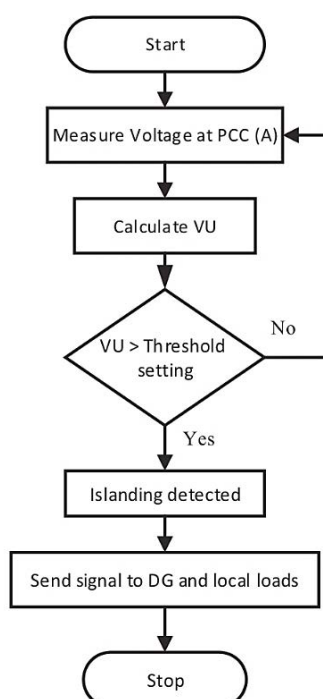 Start
Measure Voltage at PCC (A)
Calculate VU
VU > Threshold
setting
No
Yes
Islanding detected
Send signal to DG and local loads
Stop